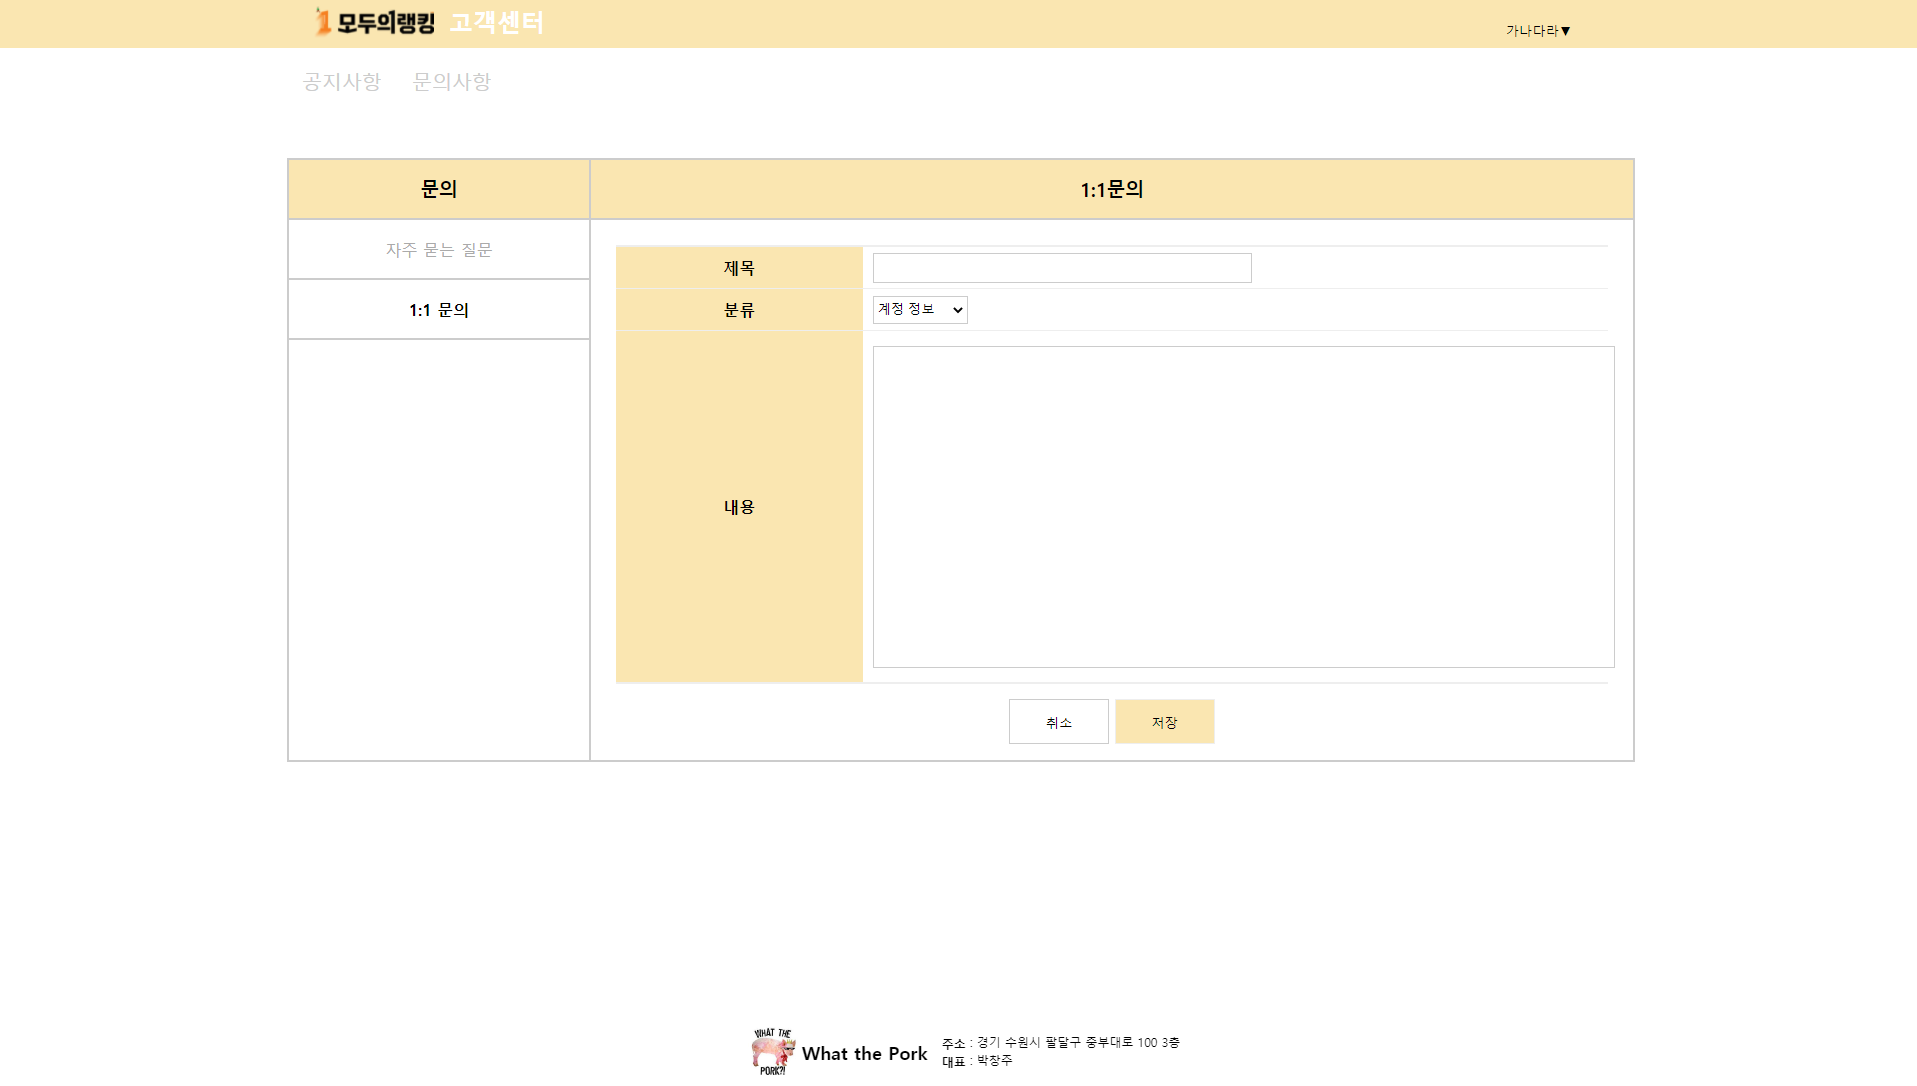 1 모두의랭킹 고객센터
가나다라▼
공지사항 문의사항
문의
1:1문의
자주 묻는 질문
1:1 문의
제목
분류
계정 정보
내용
취소
저장
WHAT THE
PORK?!
What the Pork
주소 : 경기 수원시 팔달구 중부대로 100 3층
대표 : 박창주